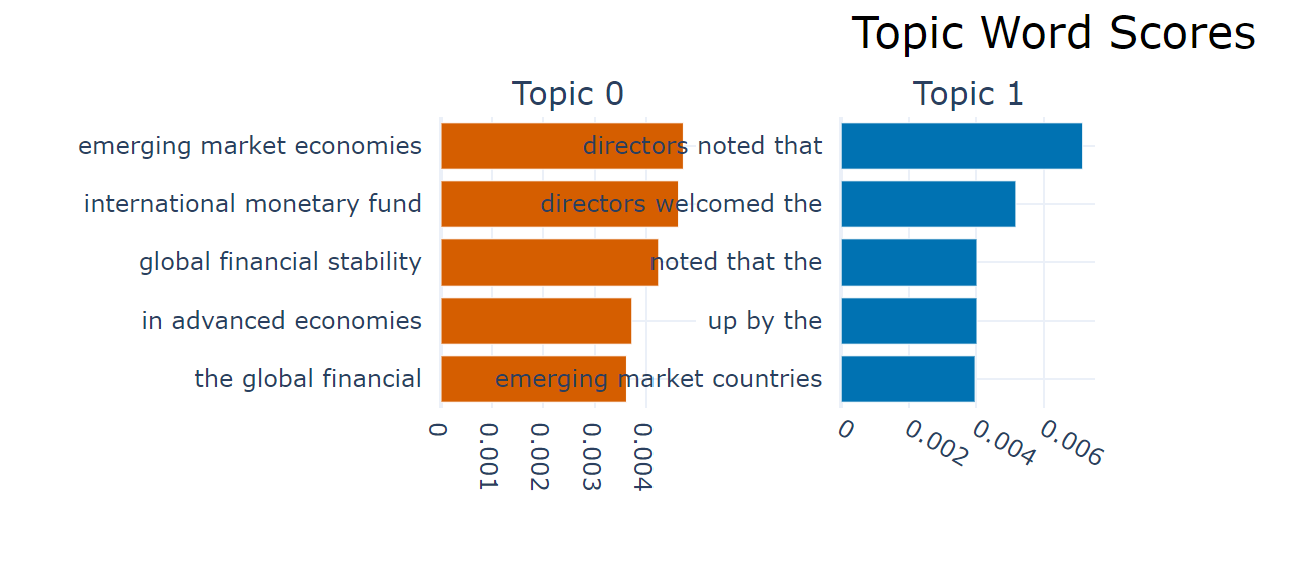 Topic Word Scores
Topic 0
emerging market economies
international monetary fund
global financial stability
in advanced economies
the global financial
0
0.001
0.002
0.003
0.004
Topic 1
directors noted that
directors welcomed the
noted that the
up by the
emerging market countries
0
0.002
0.004
0.006